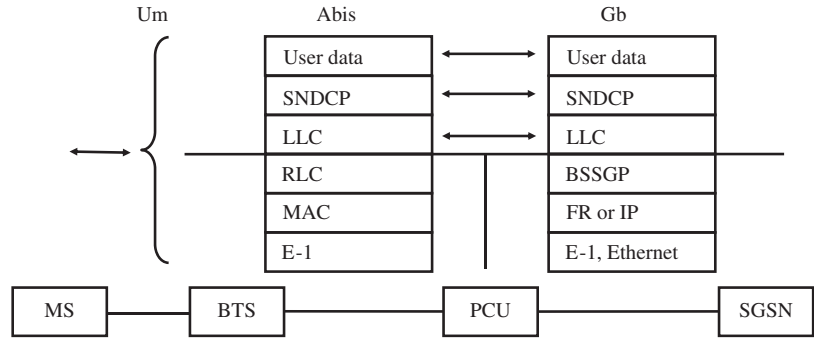 Um Abis Gb
User data User data
SNDCP SNDCP
LLC LLC
RLC BSSGP
MAC FR or IP
E-1 E-1, Ethernet
MS BTS PCU SGSN